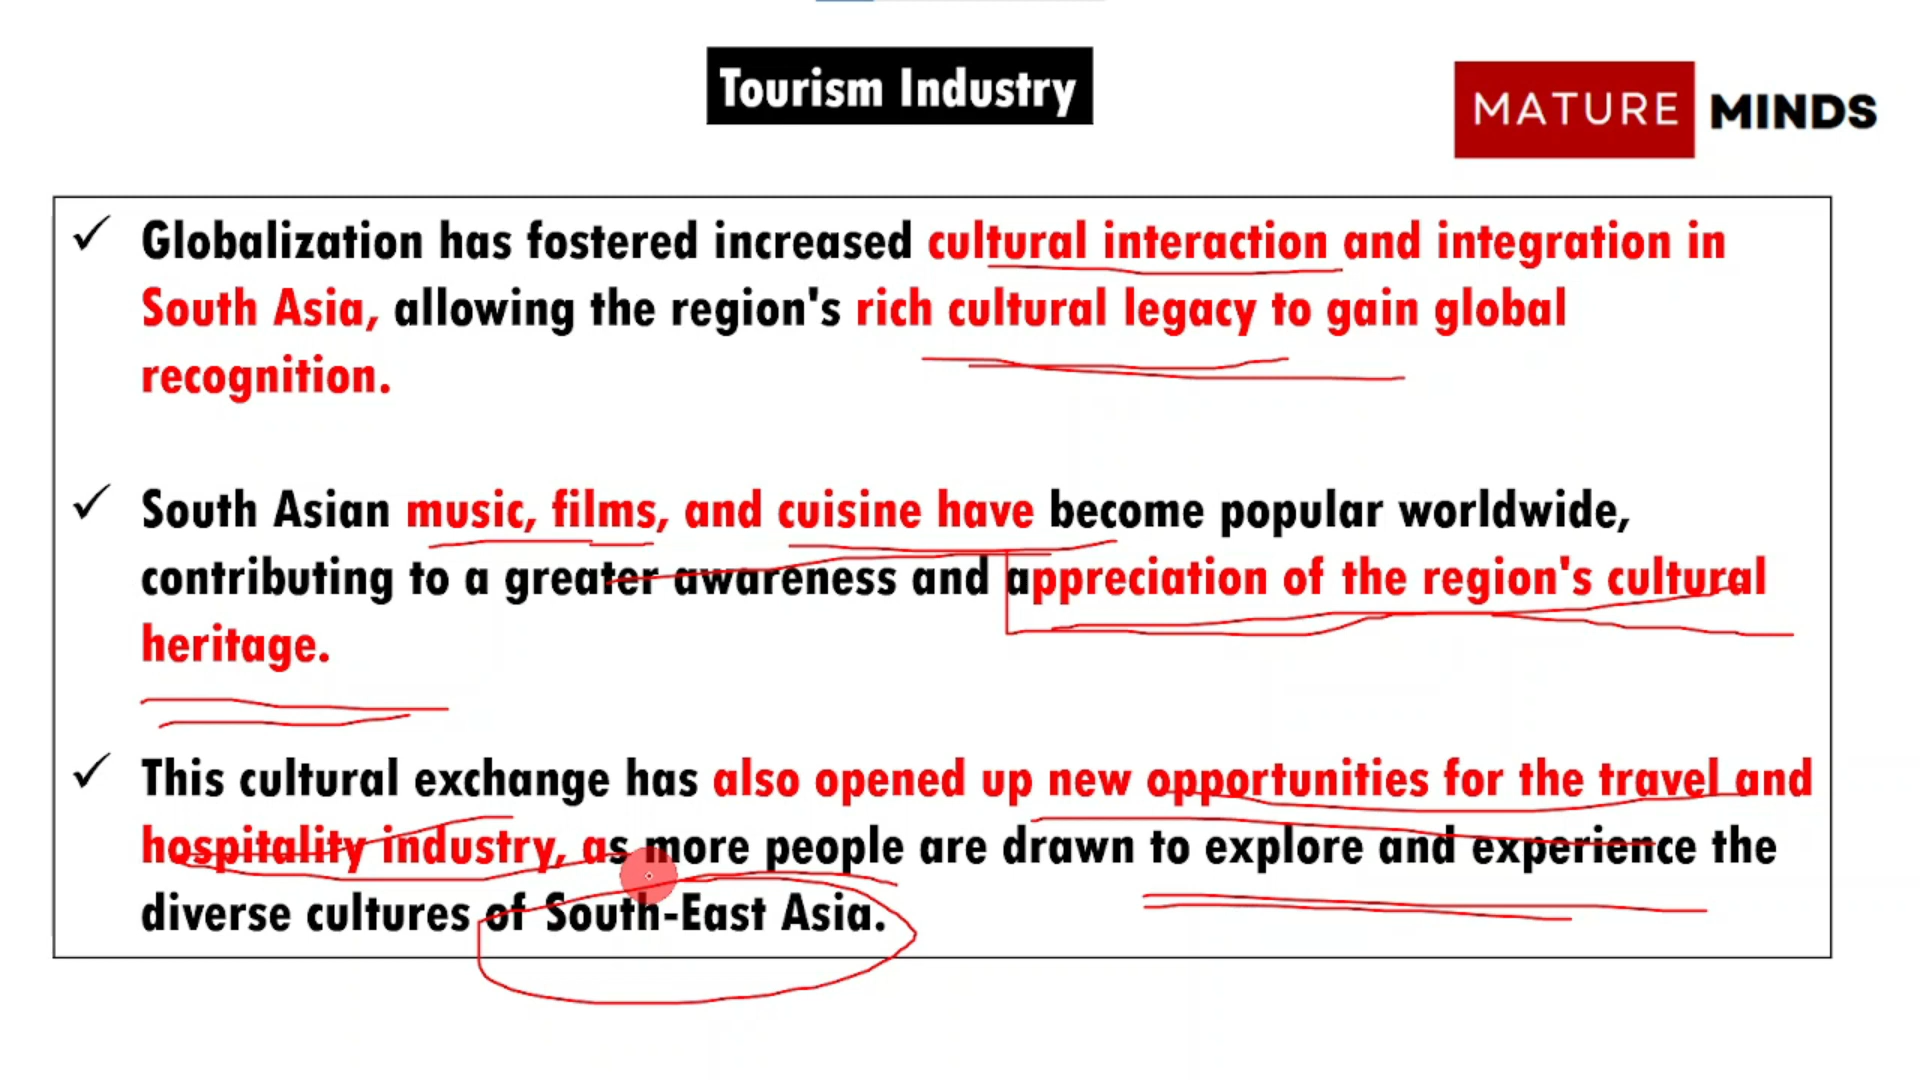 Tourism Industry
MATURE MINDS
✓ Globalization has fostered increased cultural interaction and integration in
South Asia, allowing the region's rich cultural legacy to gain global
recognition.
✓ South Asian music, films, and cuisine have become popular worldwide,
contributing to a greater awareness and appreciation of the region's cultural
heritage.
✓ This cultural exchange has also opened up new opportunities for the travel and
hospitality industry, as more people are drawn to explore and experience the
diverse cultures of South-East Asia.